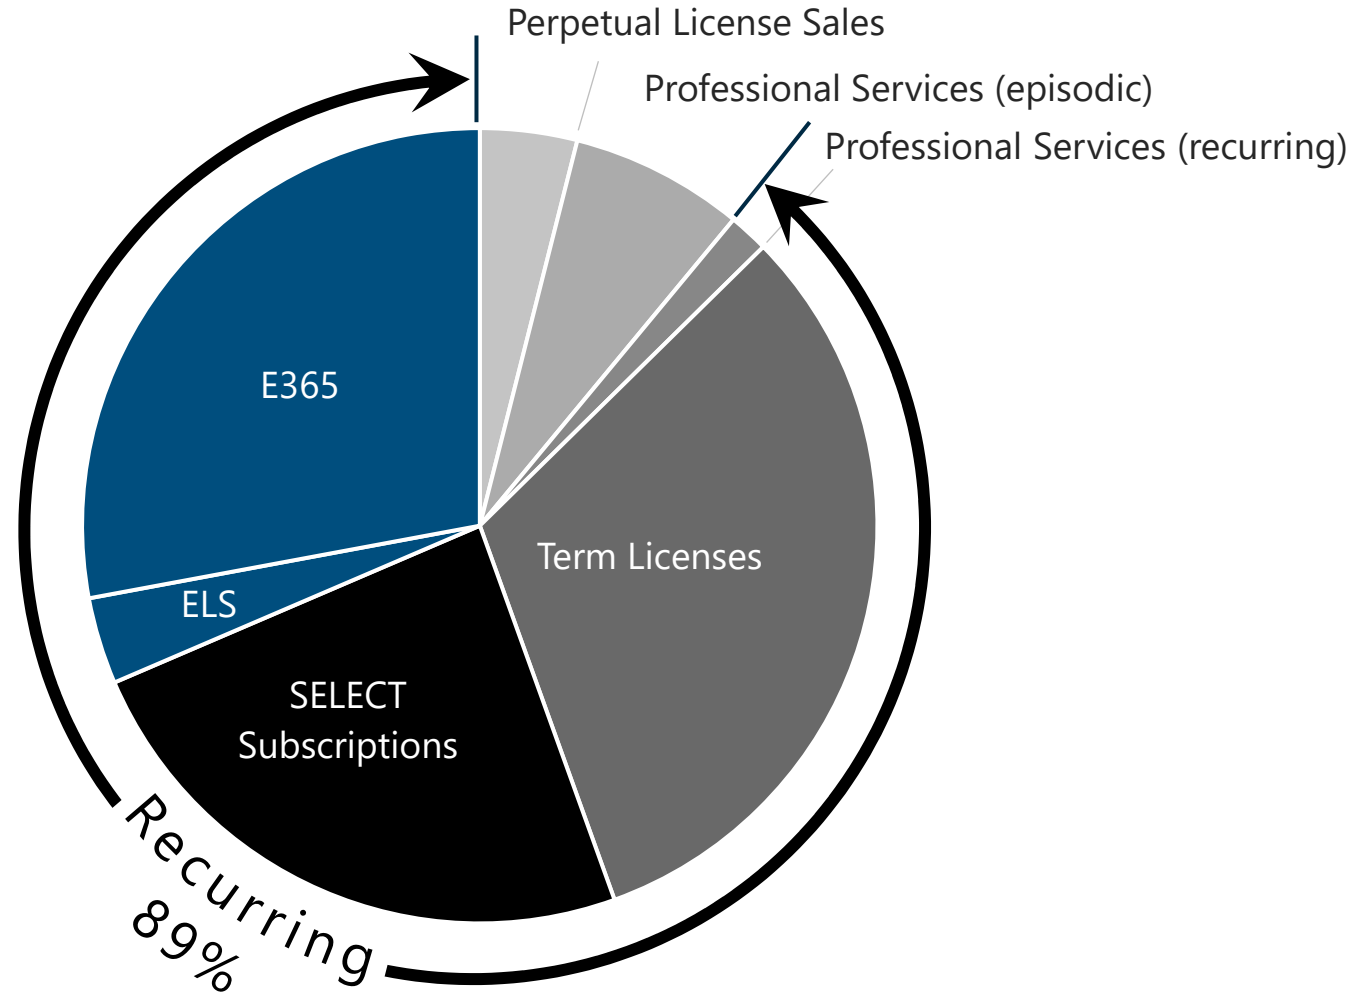 Perpetual License Sales
Professional Services (episodic)
Professional Services (recurring)
E365
Term Licenses
ELS
SELECT
Subscriptions
Recurring
89%